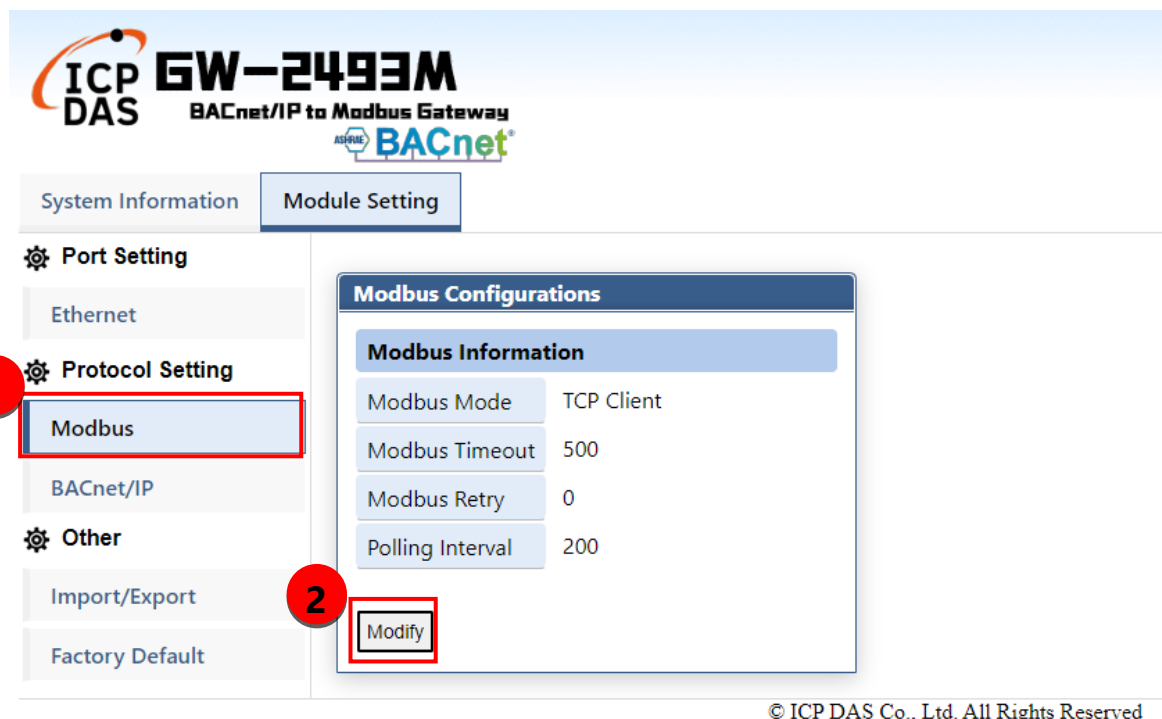 ICP DAS
GW-2493M
BACnet/IP to Modbus Gateway
ASHRAE BACnet®
System Information
Module Setting
Port Setting
Ethernet
Protocol Setting
Modbus
BACnet/IP
Other
Import/Export
Factory Default
Modbus Configurations
Modbus Information
Modbus Mode TCP Client
Modbus Timeout 500
Modbus Retry 0
Polling Interval 200
2
Modify
© ICP DAS Co., Ltd. All Rights Reserved